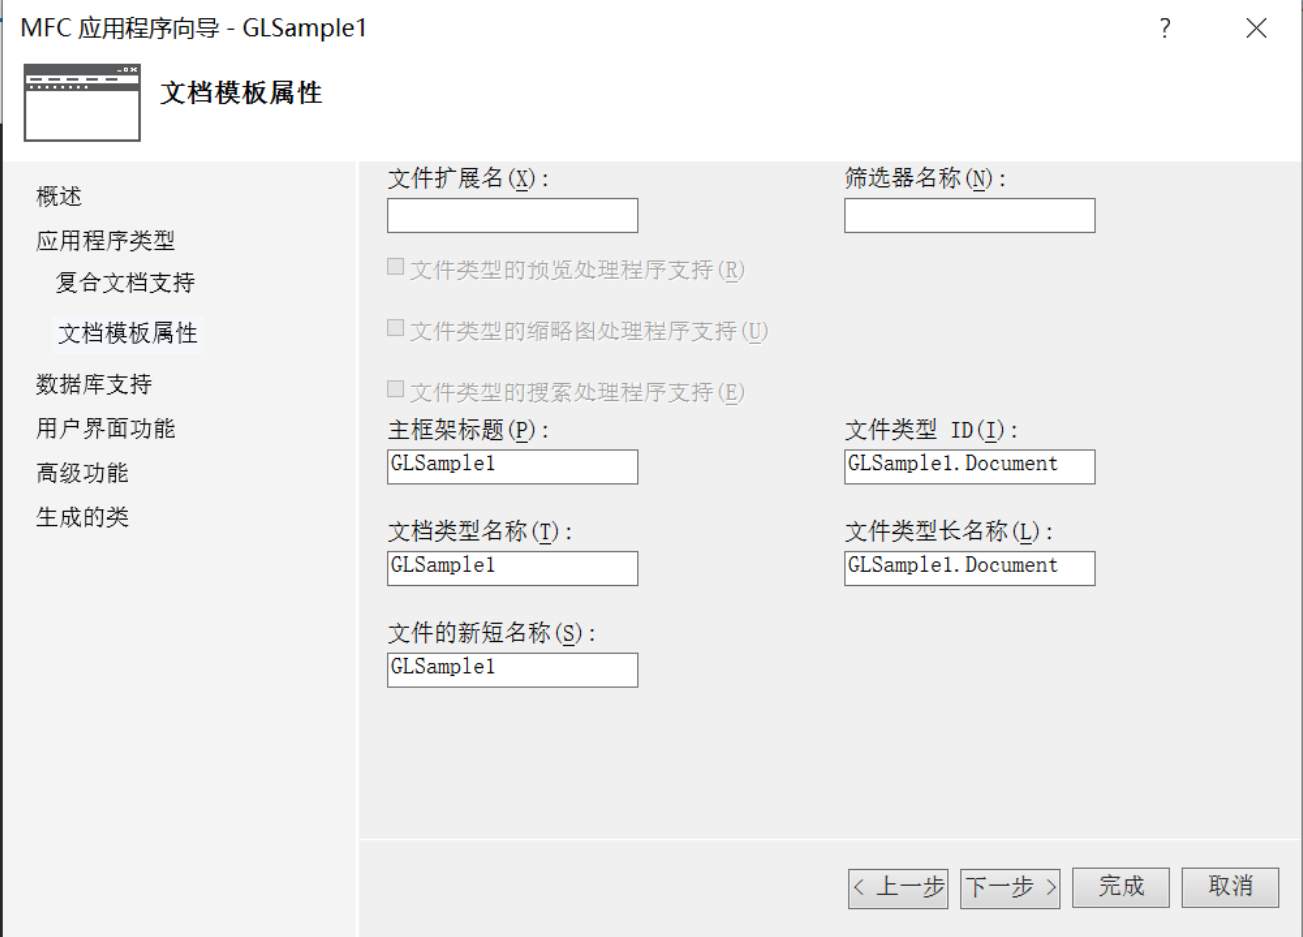 MFC 应用程序向导 - GLSample1
?
文档模板属性
概述
应用程序类型
复合文档支持
文档模板属性
数据库支持
用户界面功能
高级功能
生成的类
文件扩展名(X):
筛选器名称(N):
文件类型的预览处理程序支持(R)
文件类型的缩略图处理程序支持(U)
文件类型的搜索处理程序支持(E)
主框架标题(P):
文件类型 ID(I):
GLSample1
GLSample1.Document
文档类型名称(T):
文件类型长名称(L):
GLSample1
GLSample1.Document
文件的新短名称(S):
GLSample1
< 上一步
下一步 >
完成
取消